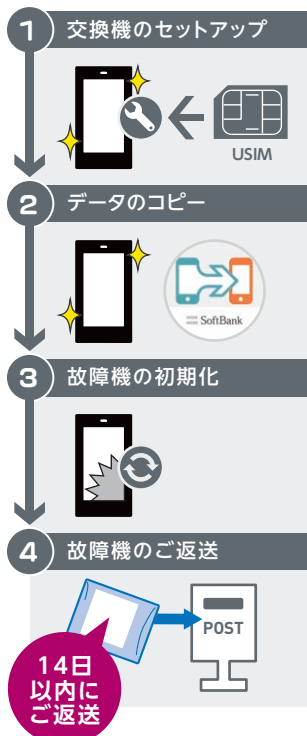 1 交換機のセットアップ
USIM
2 データのコピー
SoftBank
3 故障機の初期化
4 故障機のご返送
POST
14日
以内に
ご返送